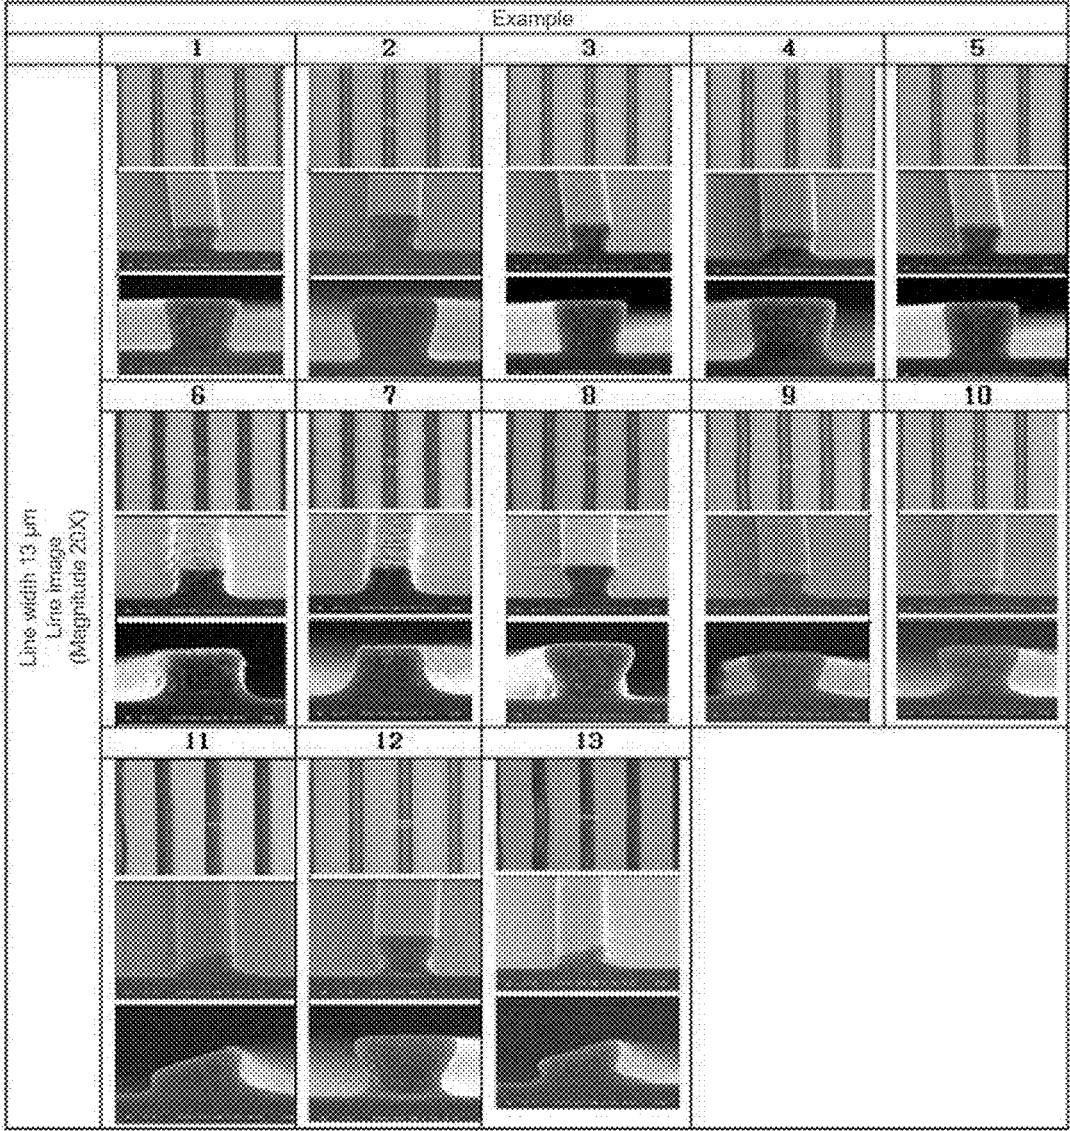 Example
1 2 3 4 5
Line width 13 µm
Line image
(Magnitude 20X)
6 7 8 9 10
11 12 13